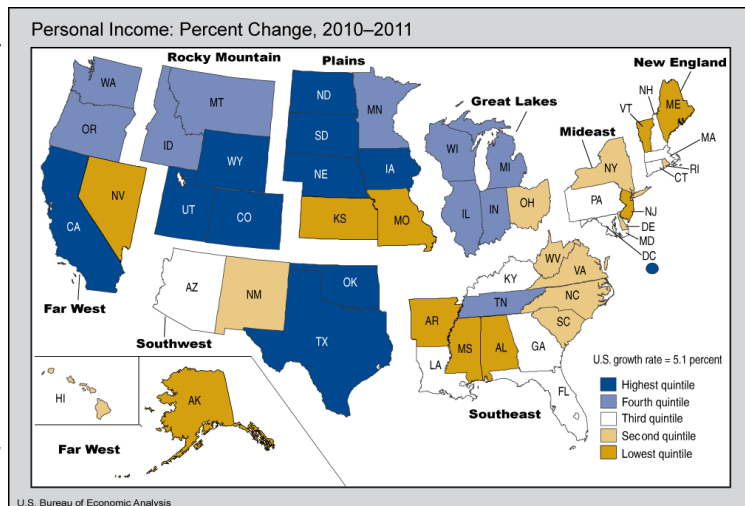 Personal Income: Percent Change, 2010–2011
Rocky Mountain
Plains
New England
Great Lakes
Mideast
WA
OR
MT
ID
WY
NV
UT
CO
CA
ND
SD
NE
KS
MN
IA
MO
WI
MI
IL
IN
OH
NH
VT
ME
MA
NY
RI
CT
PA
NJ
DE
MD
DC
Far West
AZ
NM
OK
TX
Southwest
KY
WV
VA
TN
NC
SC
AR
MS
AL
GA
LA
FL
Southeast
HI
AK
Far West
U.S. growth rate = 5.1 percent
Highest quintile
Fourth quintile
Third quintile
Second quintile
Lowest quintile
U.S. Bureau of Economic Analysis